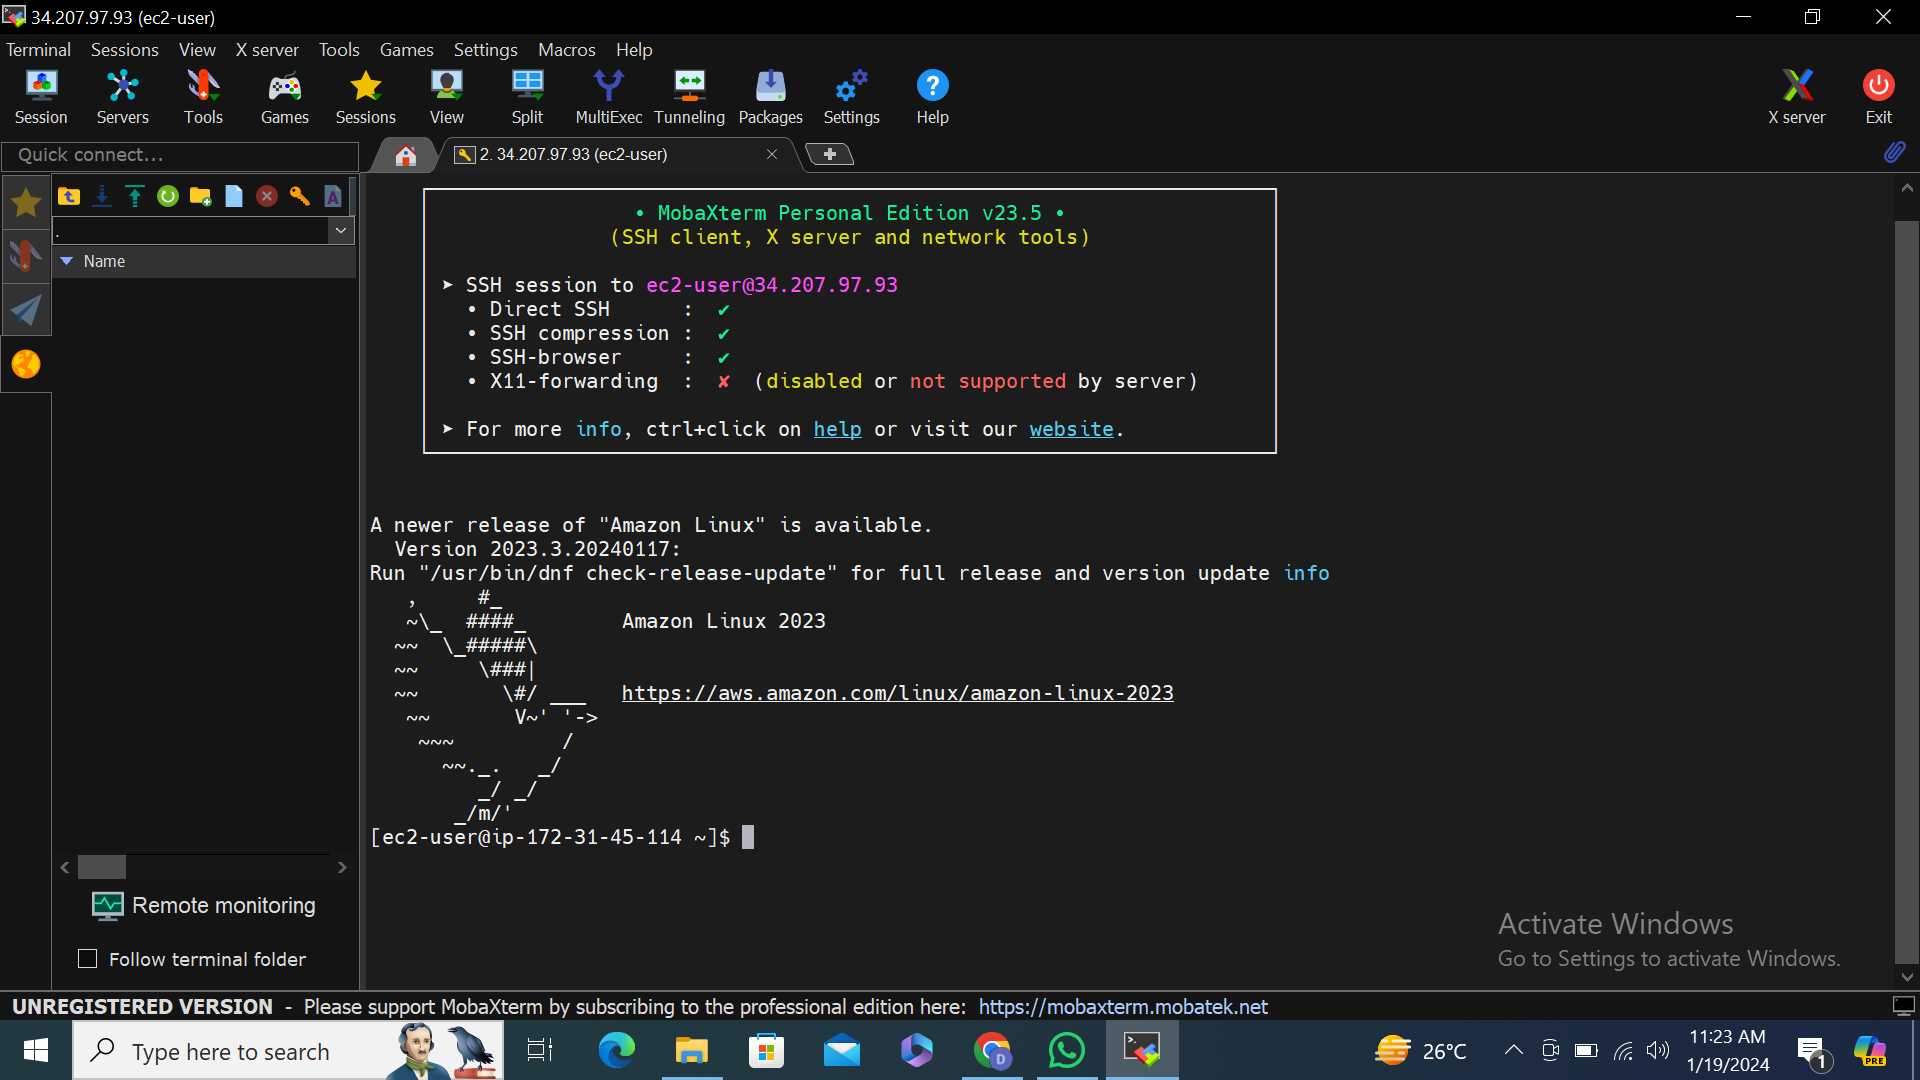 34.207.97.93 (ec2-user)
Terminal Sessions View X server Tools Games Settings Macros Help
Session Servers Tools Games Sessions View Split MultiExec Tunneling Packages Settings Help X server Exit
Quick connect...
2. 34.207.97.93 (ec2-user)
.
Name
• MobaXterm Personal Edition v23.5 •
(SSH client, X server and network tools)
➤ SSH session to ec2-user@34.207.97.93
• Direct SSH : ✔
• SSH compression : ✔
• SSH-browser : ✔
• X11-forwarding : ✘ (disabled or not supported by server)
➤ For more info, ctrl+click on help or visit our website.
A newer release of "Amazon Linux" is available.
Version 2023.3.20240117:
Run "/usr/bin/dnf check-release-update" for full release and version update info
   ,     #_
   ~\_  ####_        Amazon Linux 2023
  ~~  \_#####\
  ~~     \###|
  ~~       \#/ ___   https://aws.amazon.com/linux/amazon-linux-2023
   ~~       V~' '->
    ~~~         /
      ~~._.   _/
         _/ _/
       _/m/'
[ec2-user@ip-172-31-45-114 ~]$
Remote monitoring
Follow terminal folder
Activate Windows
Go to Settings to activate Windows.
UNREGISTERED VERSION - Please support MobaXterm by subscribing to the professional edition here: https://mobaxterm.mobatek.net
Type here to search
D
26°C
11:23 AM
1/19/2024
1
PRE